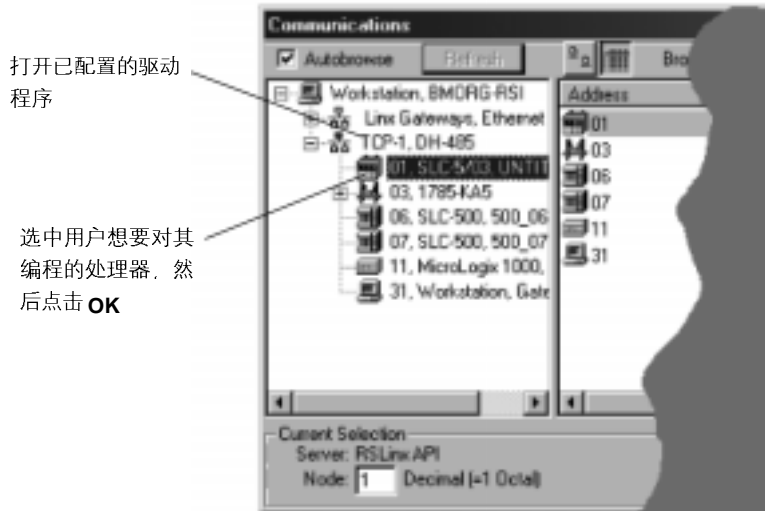 Communications
Autobrowse
Refresh
Bro
打开已配置的驱动
程序
Workstation, BMDRG-RSI
Linx Gateways, Ethernet
TCP-1, DH-485
01, SLC-5/03, UNTIT
03, 1785-KA5
06, SLC-500, 500_06
07, SLC-500, 500_07
11, MicroLogix 1000,
31, Workstation, Gate
Address
01
03
06
07
11
31
选中用户想要对其
编程的处理器，然
后点击 OK
Current Selection
Server: RSLinx API
Node: 1 Decimal (=1 Octal)